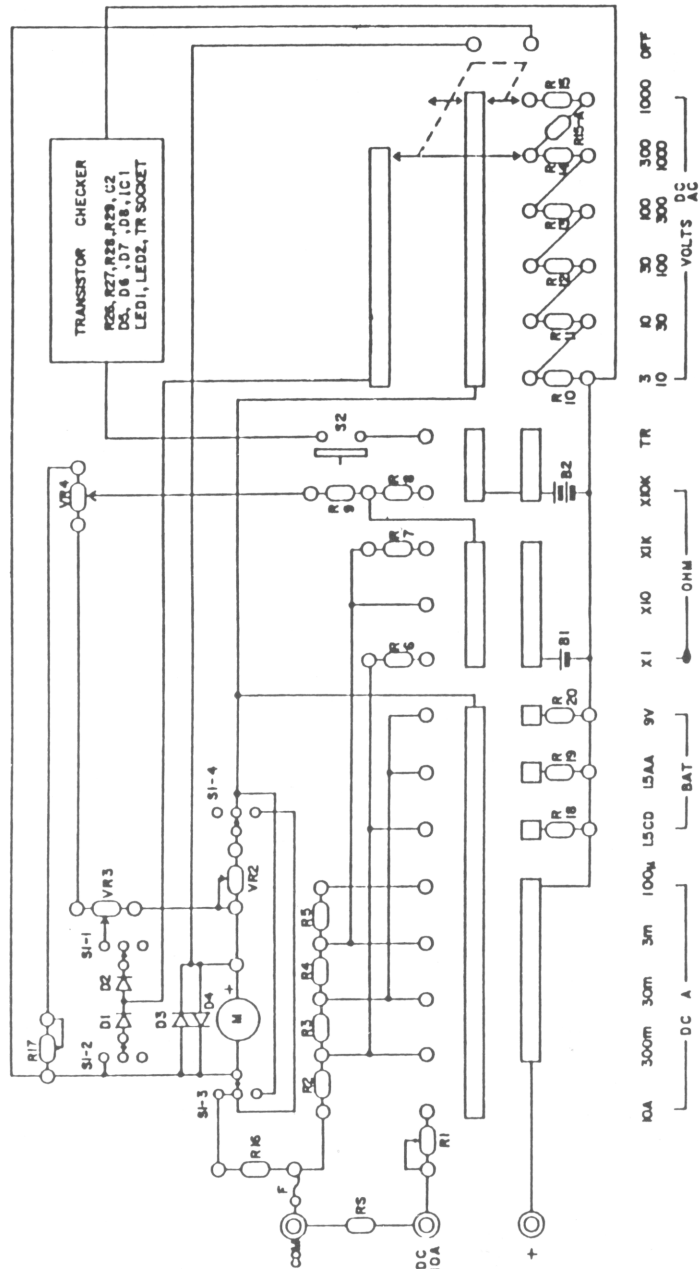 TRANSISTOR CHECKER
R26, R27, R28, R29, C2
D5, D6, D7, D8, IC1
LED1, LED2, TR SOCKET
VR4
S2
VR3
S1-1
D2
D1
S1-2
R17
D3
D4
S1-4
VR2
+
M
S1-3
R16
F
COM
RS
DC
10A
+
R1
R2
R3
R4
R5
R6
R7
R8
R9
R10
R11
R12
R13
R14
R15-A
R15
B2
B1
R20
R19
R18
OFF
1000
300
100
30
10
3
1000
300
100
30
10
DC
AC
VOLTS
TR
X10K
X1K
X10
X1
OHM
9V
1.5AA
1.5CD
BAT
100μ
3m
30m
300m
10A
DC A